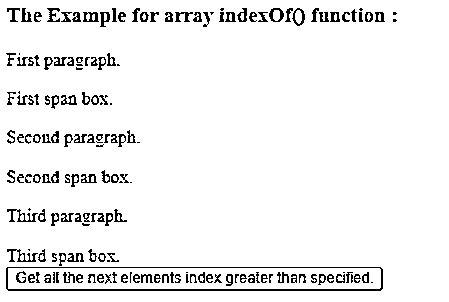 The Example for array indexOf() function :
First paragraph.
First span box.
Second paragraph.
Second span box.
Third paragraph.
Third span box.
Get all the next elements index greater than specified.